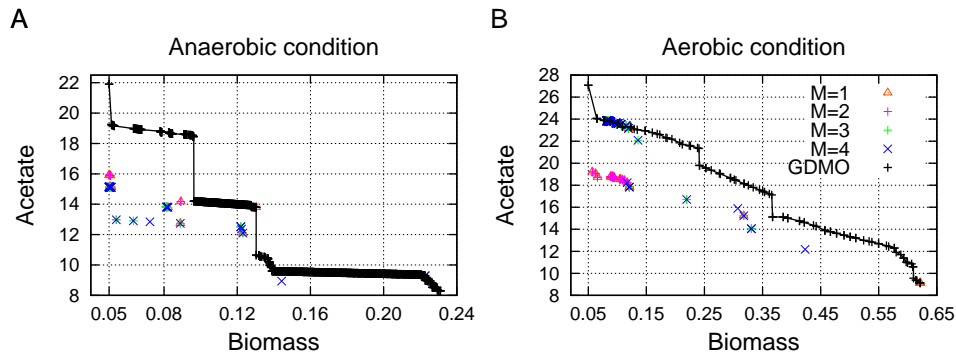 A
Anaerobic condition
22
20
18
16
14
12
10
8
Acetate
0.05
0.08
0.12
0.16
0.20
0.24
Biomass
B
Aerobic condition
28
26
24
22
20
18
16
14
12
10
8
Acetate
M=1
M=2
M=3
M=4
GDMO
0.05
0.15
0.25
0.35
0.45
0.55
0.65
Biomass